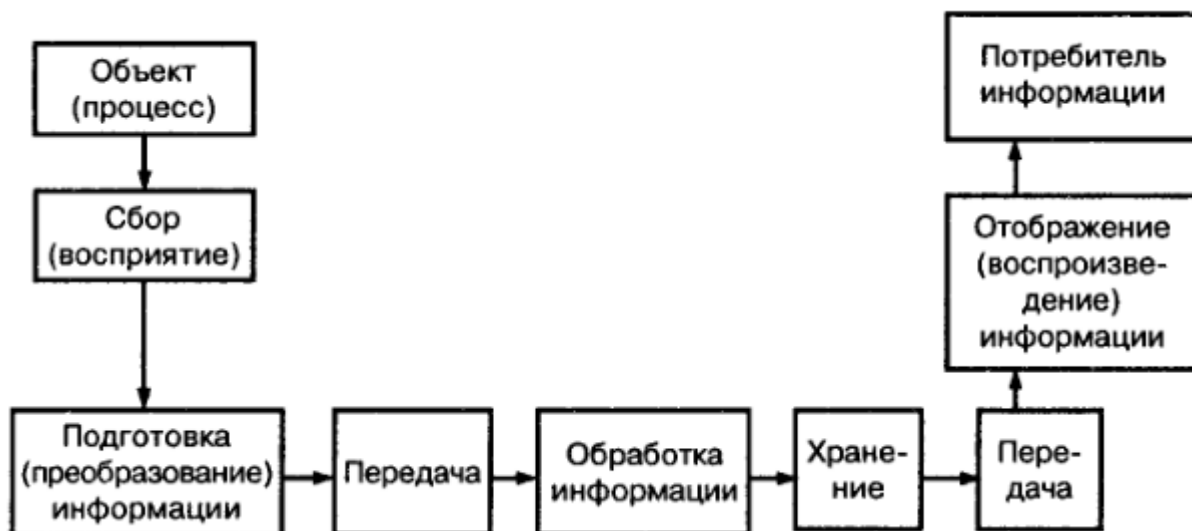 Объект
(процесс)
Сбор
(восприятие)
Подготовка
(преобразование)
информации
Передача
Обработка
информации
Хране-
ние
Пере-
дача
Отображение
(воспроизве-
дение)
информации
Потребитель
информации